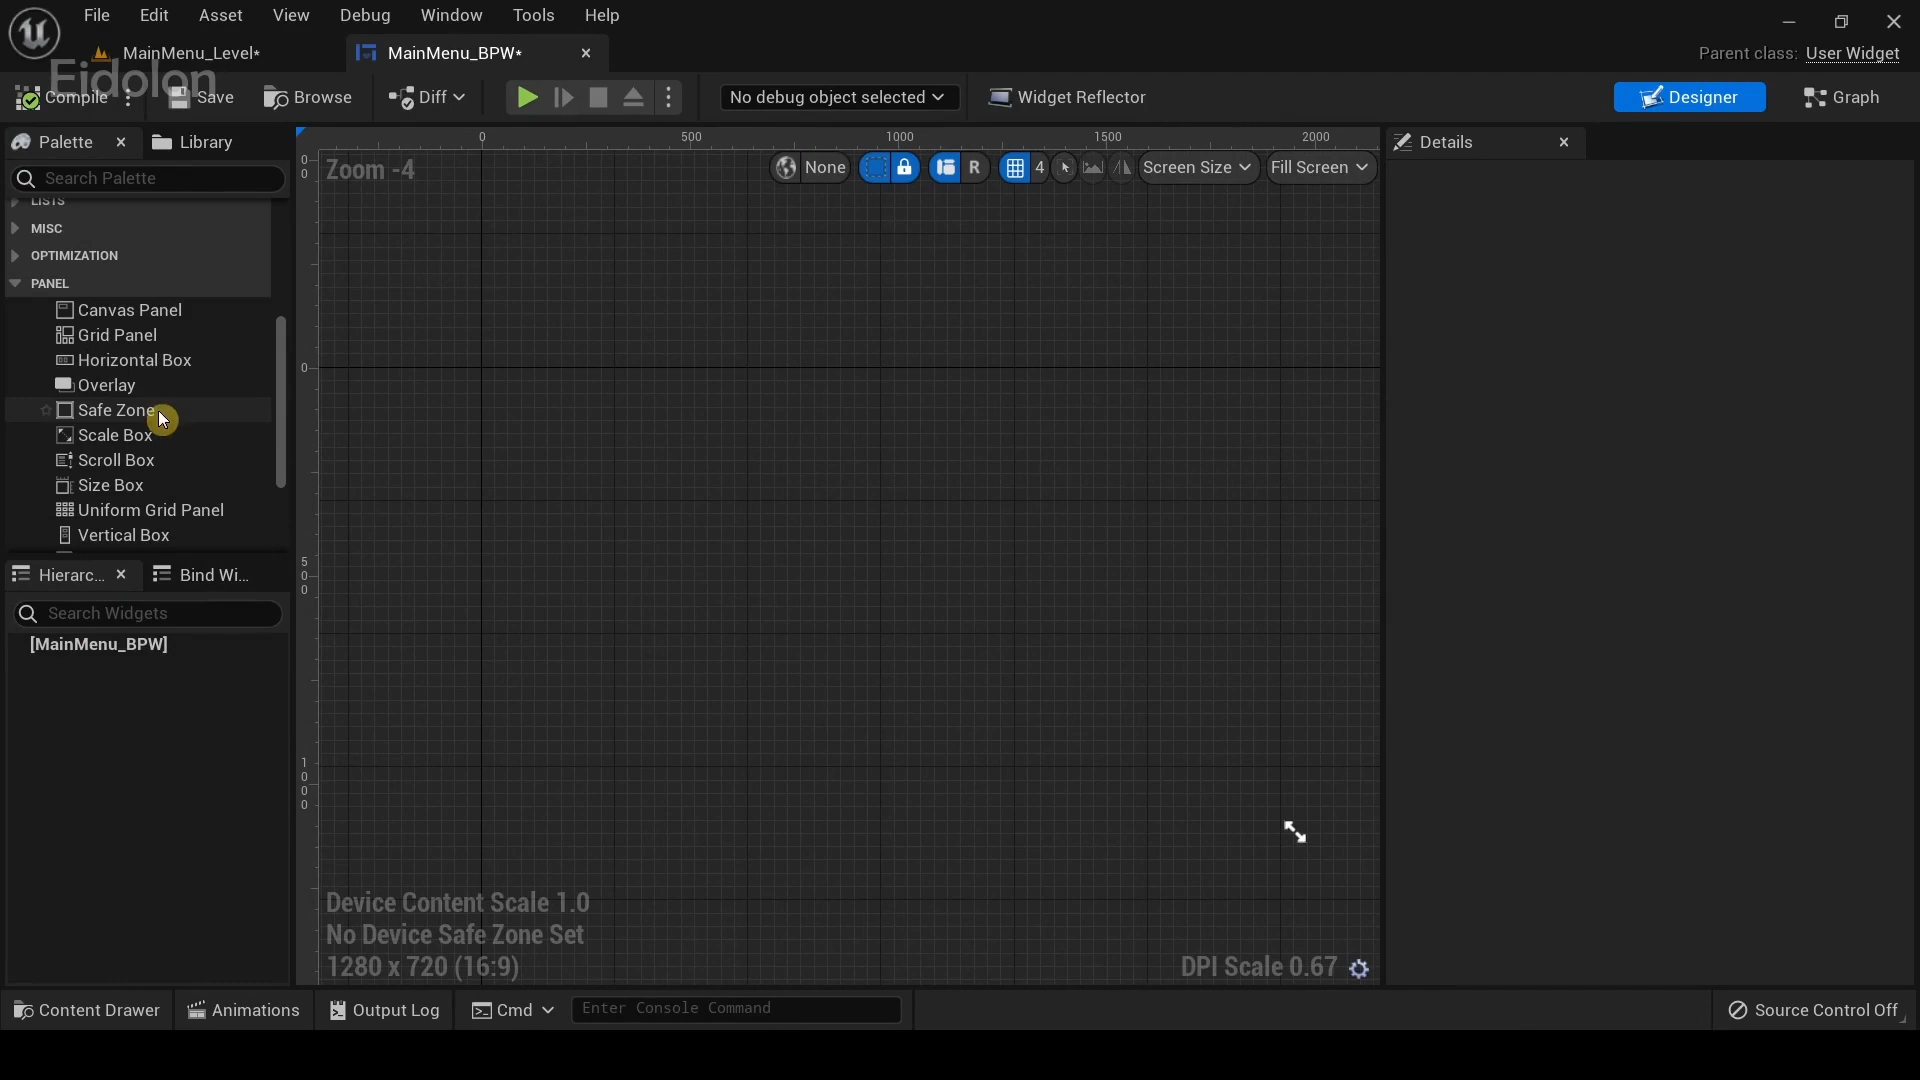 File Edit Asset View Debug Window Tools Help
MainMenu_Level* MainMenu_BPW* Parent class: User Widget
Eidolon
Compile Save Browse Diff No debug object selected Widget Reflector Designer Graph
Palette Library Details
Search Palette
LISTS
MISC
OPTIMIZATION
PANEL
Canvas Panel
Grid Panel
Horizontal Box
Overlay
Safe Zone
Scale Box
Scroll Box
Size Box
Uniform Grid Panel
Vertical Box
Hierarc... Bind Wi...
Search Widgets
[MainMenu_BPW]
0 500 1000 1500 2000
Zoom -4 None R 4 Screen Size Fill Screen
0
0
0
500
1000
Device Content Scale 1.0
No Device Safe Zone Set
1280 x 720 (16:9) DPI Scale 0.67
Content Drawer Animations Output Log Cmd Enter Console Command Source Control Off